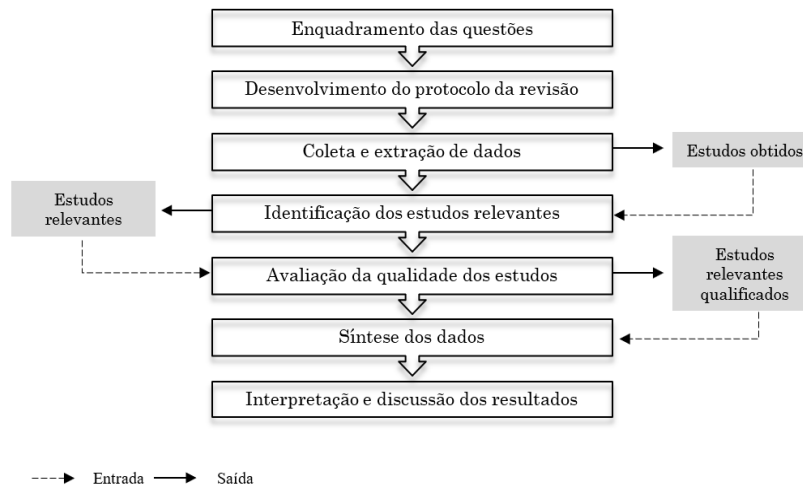 Enquadramento das questões
Desenvolvimento do protocolo da revisão
Coleta e extração de dados
Estudos obtidos
Estudos
relevantes
Identificação dos estudos relevantes
Avaliação da qualidade dos estudos
Estudos
relevantes
qualificados
Síntese dos dados
Interpretação e discussão dos resultados
Entrada
Saída